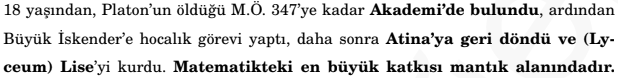 18 yaşından, Platon'un öldüğü M.Ö. 347'ye kadar Akademi'de bulundu, ardından
Büyük İskender'e hocalık görevi yaptı, daha sonra Atina'ya geri döndü ve (Ly-
ceum) Lise'yi kurdu. Matematikteki en büyük katkısı mantık alanındadır.